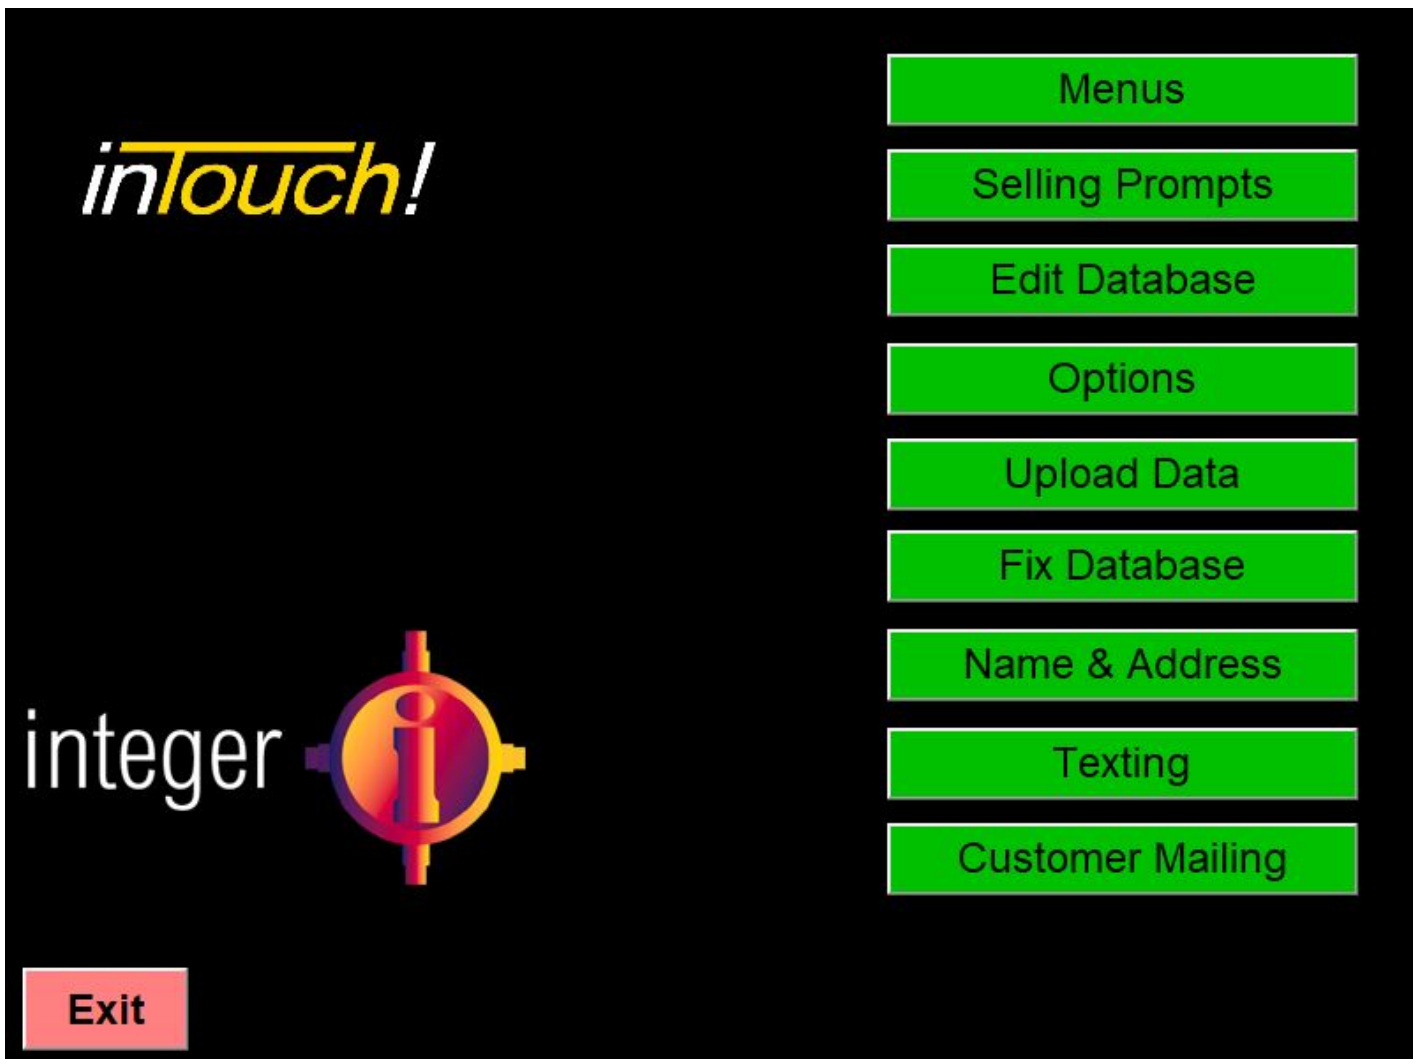 inTouch!
Menus
Selling Prompts
Edit Database
Options
Upload Data
Fix Database
Name & Address
Texting
Customer Mailing
integer i
Exit